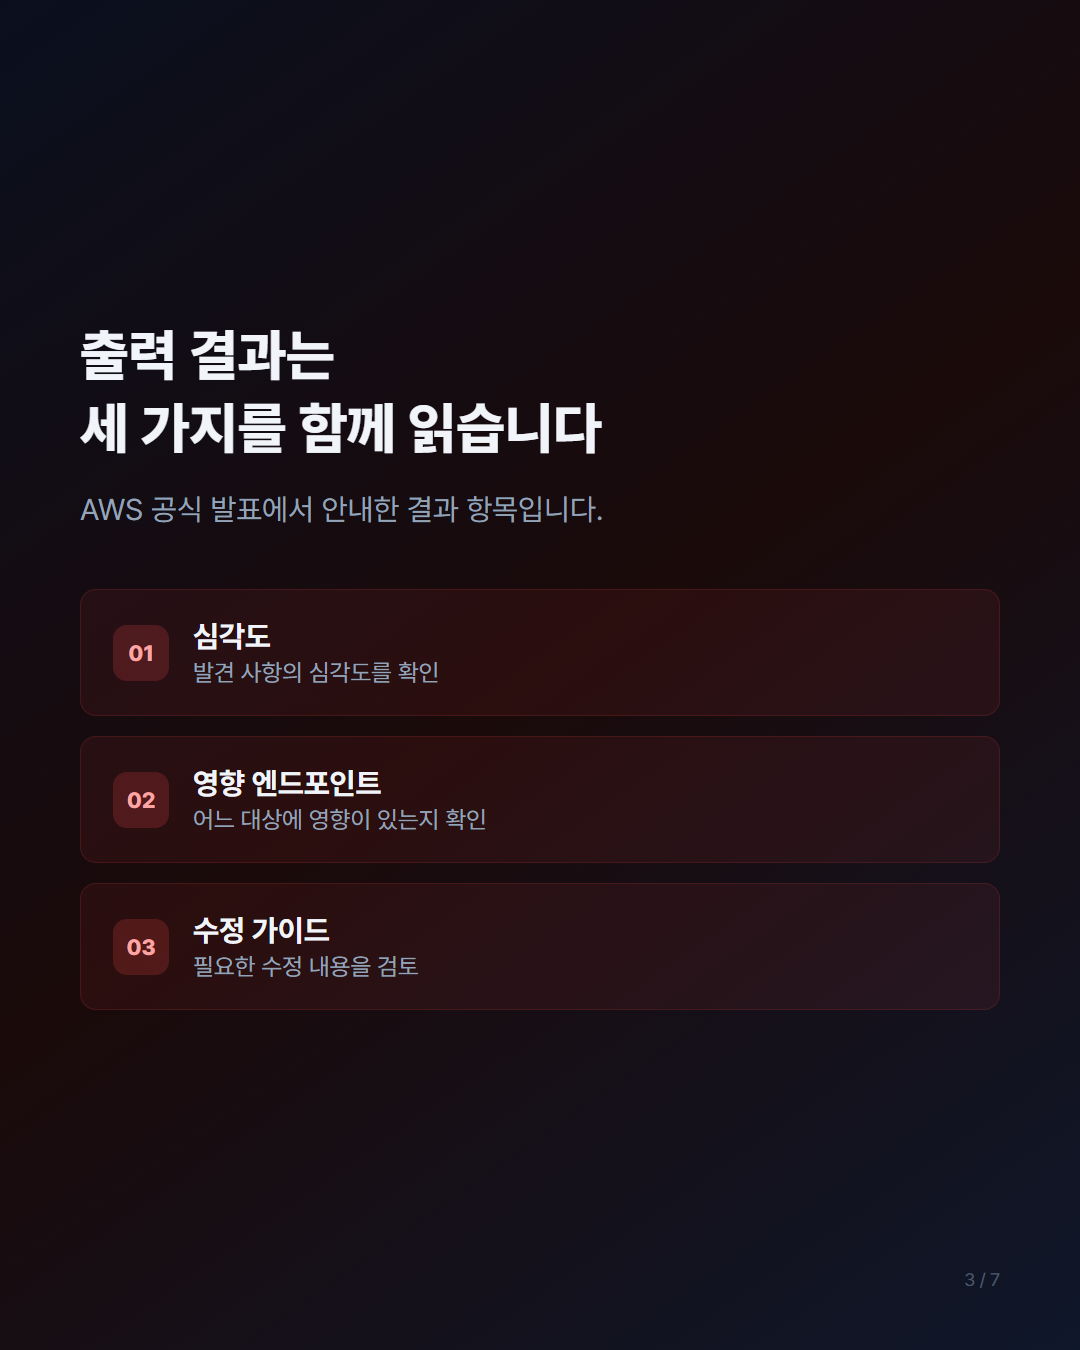 출력 결과는
세 가지를 함께 읽습니다
AWS 공식 발표에서 안내한 결과 항목입니다.
01
심각도
발견 사항의 심각도를 확인
02
영향 엔드포인트
어느 대상에 영향이 있는지 확인
03
수정 가이드
필요한 수정 내용을 검토
3 / 7